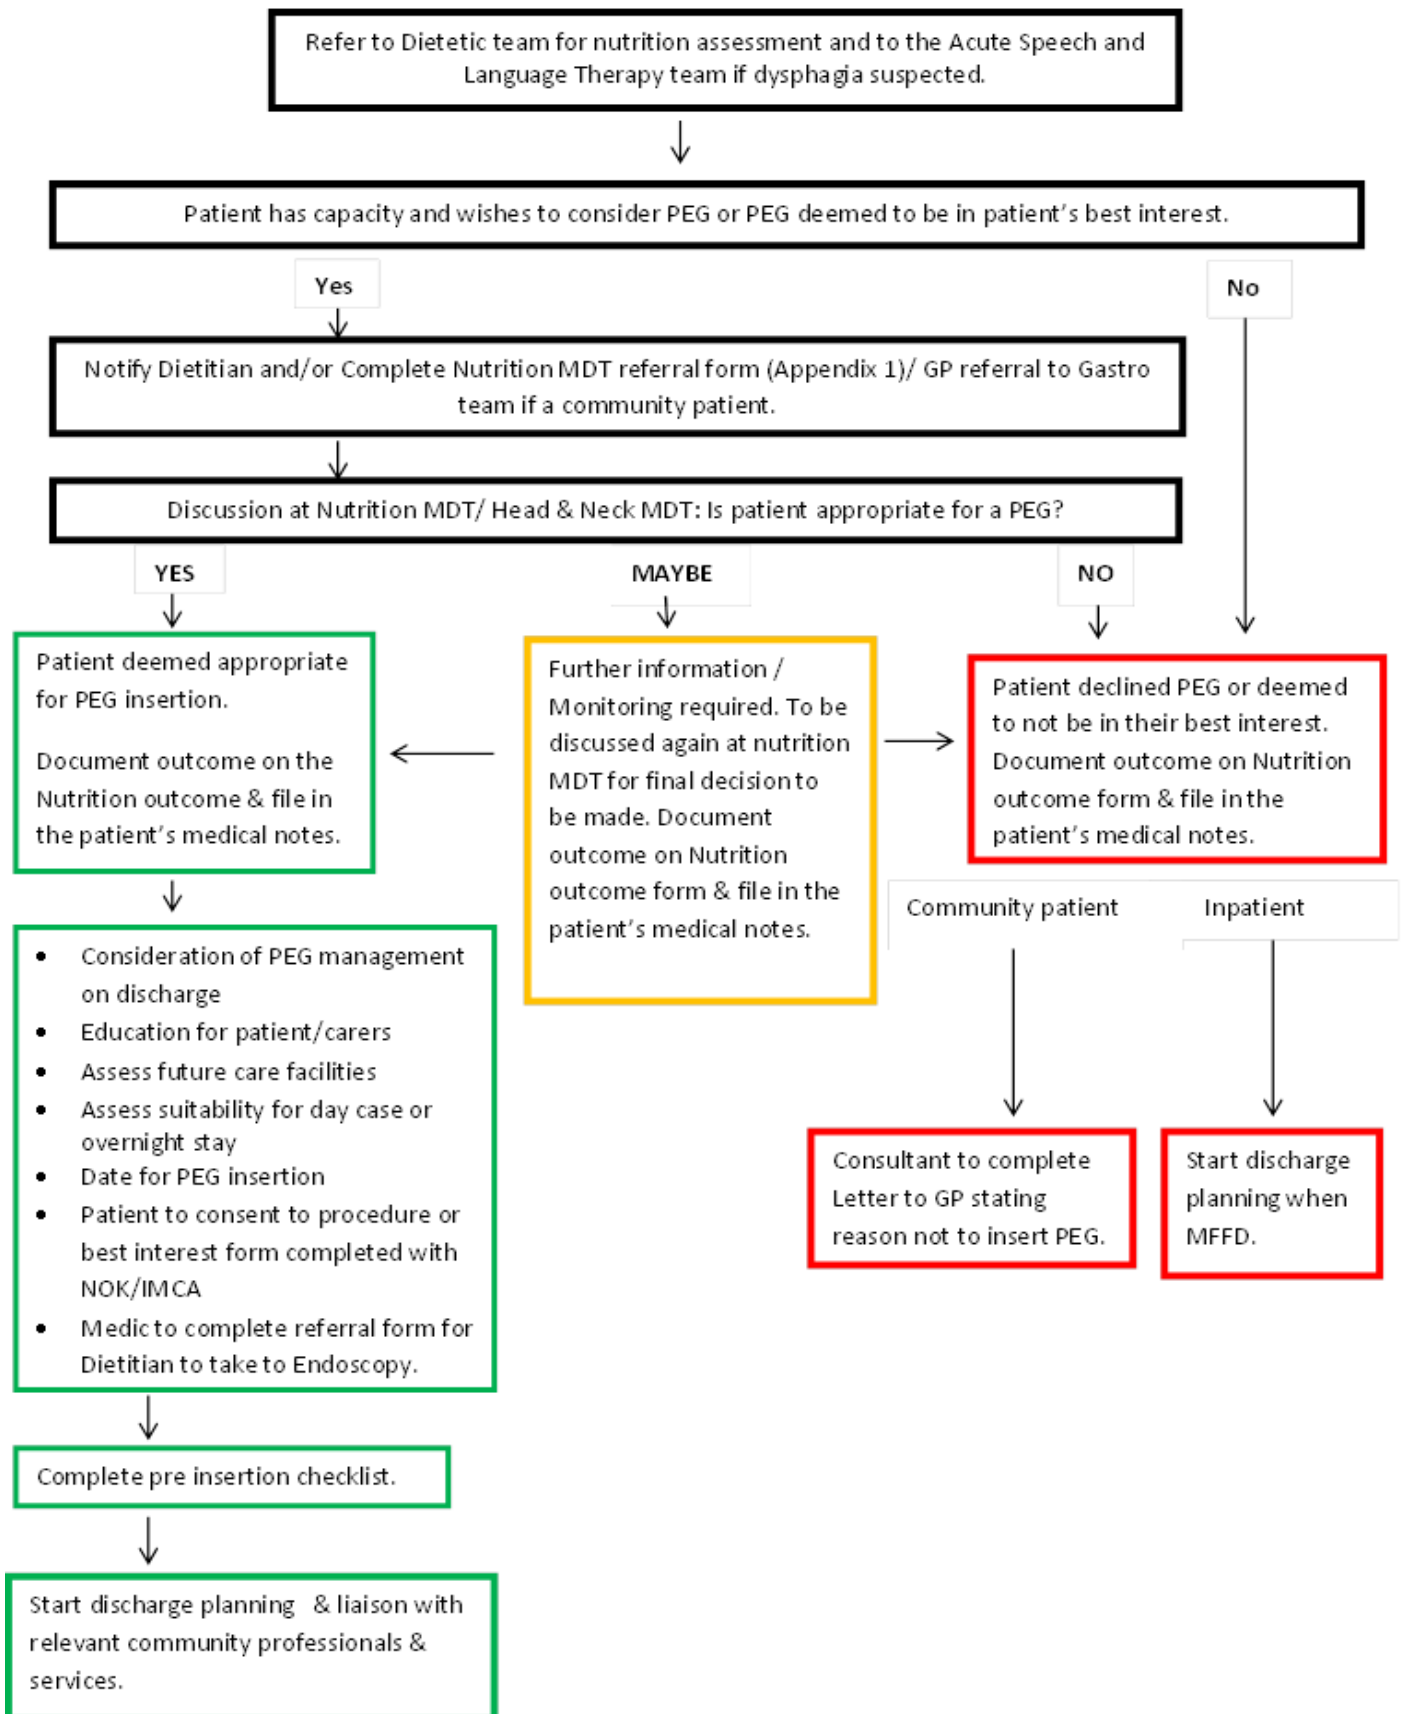 Refer to Dietetic team for nutrition assessment and to the Acute Speech and
Language Therapy team if dysphagia suspected.
Patient has capacity and wishes to consider PEG or PEG deemed to be in patient's best interest.
Yes
No
Notify Dietitian and/or Complete Nutrition MDT referral form (Appendix 1)/ GP referral to Gastro
team if a community patient.
Discussion at Nutrition MDT/ Head & Neck MDT: Is patient appropriate for a PEG?
YES
MAYBE
NO
Patient deemed appropriate
for PEG insertion.
Document outcome on the
Nutrition outcome & file in
the patient's medical notes.
Further information /
Monitoring required. To be
discussed again at nutrition
MDT for final decision to
be made. Document
outcome on Nutrition
outcome form & file in the
patient's medical notes.
Patient declined PEG or deemed
to not be in their best interest.
Document outcome on Nutrition
outcome form & file in the
patient's medical notes.
Community patient
Inpatient
• Consideration of PEG management
on discharge
• Education for patient/carers
• Assess future care facilities
• Assess suitability for day case or
overnight stay
• Date for PEG insertion
• Patient to consent to procedure or
best interest form completed with
NOK/IMCA
• Medic to complete referral form for
Dietitian to take to Endoscopy.
Consultant to complete
Letter to GP stating
reason not to insert PEG.
Start discharge
planning when
MFFD.
Complete pre insertion checklist.
Start discharge planning & liaison with
relevant community professionals &
services.